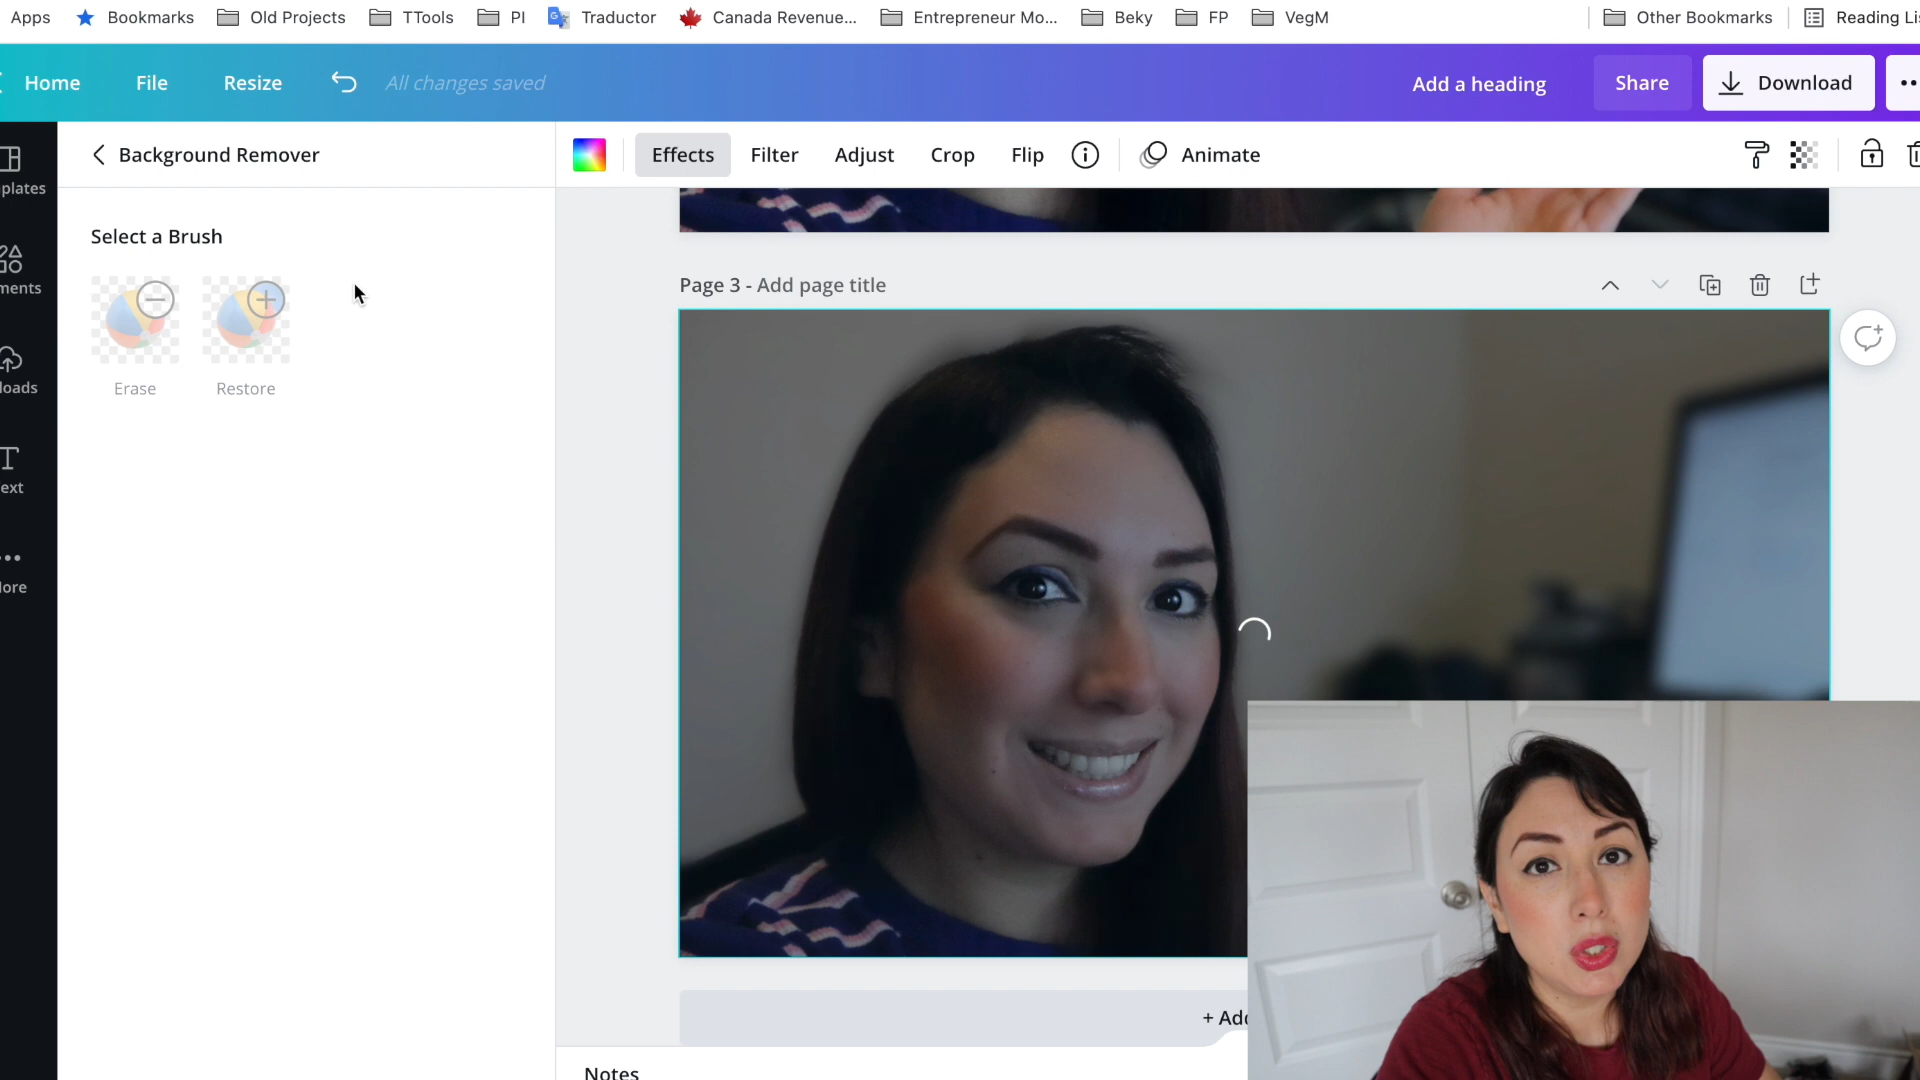 Apps Bookmarks Old Projects TTools PI Traductor Canada Revenue... Entrepreneur Mo... Beky FP VegM Other Bookmarks Reading Lis
Home File Resize All changes saved Add a heading Share Download
Background Remover Effects Filter Adjust Crop Flip Animate
plates
Select a Brush
ments
Page 3 - Add page title
loads
Erase Restore
ext
More
+ Add
Notes